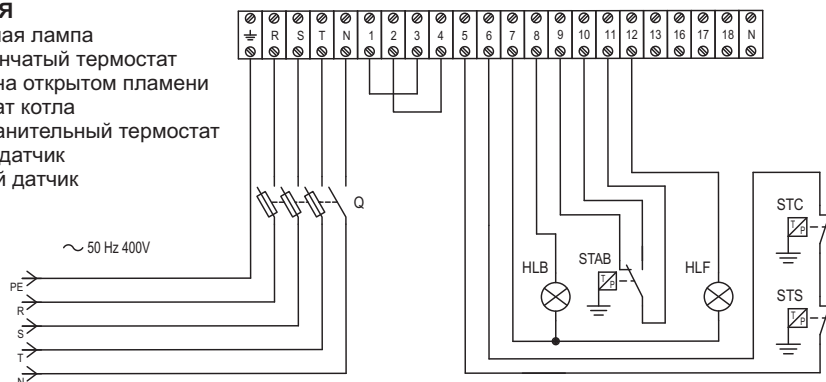 Я
ная лампа
нчатый термостат
на открытом пламени
ат котла
анительный термостат
датчик
й датчик
R S T N 1 2 3 4 5 6 7 8 9 10 11 12 13 16 17 18 N
Q
50 Hz 400V
PE
R
S
T
N
HLB
STAB
T P
HLF
STC
T P
STS
T P